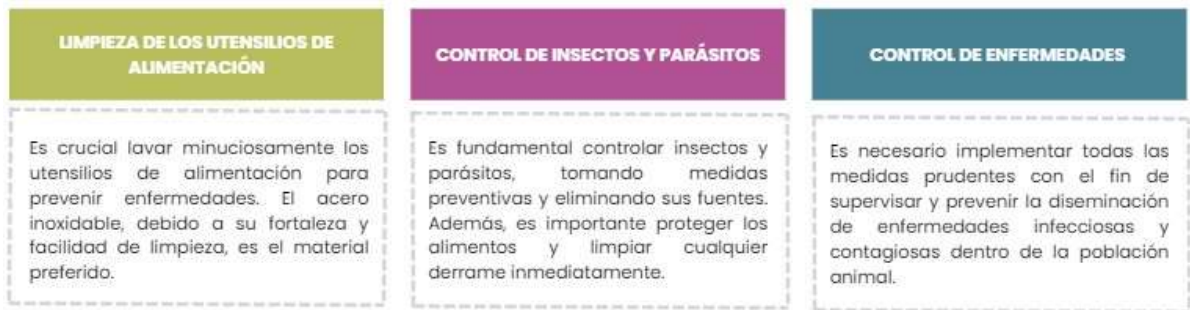 LIMPIEZA DE LOS UTENSILIOS DE
ALIMENTACIÓN
Es crucial lavar minuciosamente los
utensilios de alimentación para
prevenir enfermedades. El acero
inoxidable, debido a su fortaleza y
facilidad de limpieza, es el material
preferido.
CONTROL DE INSECTOS Y PARÁSITOS
Es fundamental controlar insectos y
parásitos, tomando medidas
preventivas y eliminando sus fuentes.
Además, es importante proteger los
alimentos y limpiar cualquier
derrame inmediatamente.
CONTROL DE ENFERMEDADES
Es necesario implementar todas las
medidas prudentes con el fin de
supervisar y prevenir la diseminación
de enfermedades infecciosas y
contagiosas dentro de la población
animal.